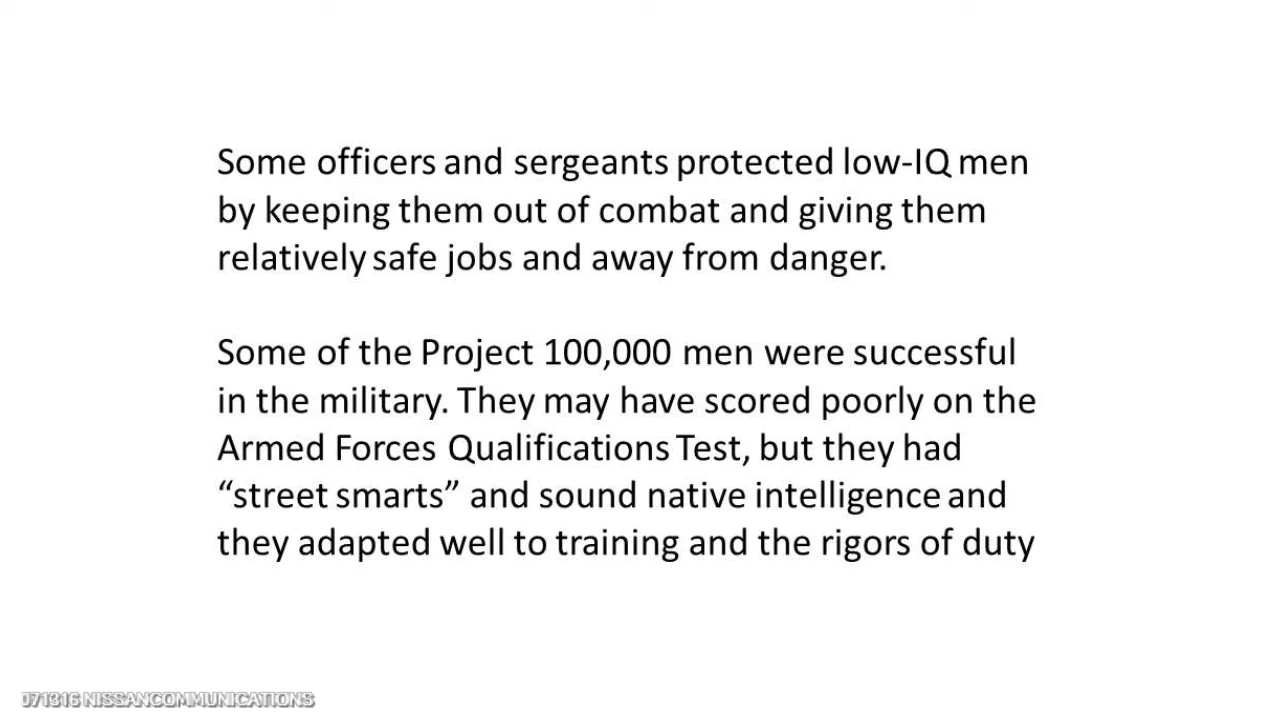 Some officers and sergeants protected low-IQ men
by keeping them out of combat and giving them
relatively safe jobs and away from danger.
Some of the Project 100,000 men were successful
in the military. They may have scored poorly on the
Armed Forces Qualifications Test, but they had
“street smarts” and sound native intelligence and
they adapted well to training and the rigors of duty
071316 NISSANCOMMUNICATIONS